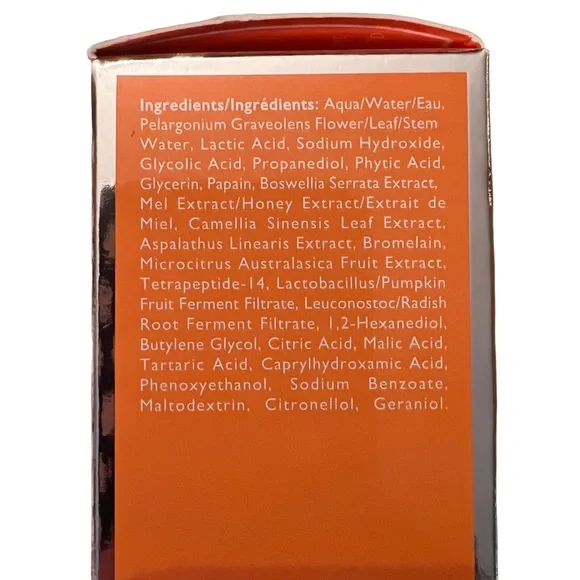 Ingredients/Ingrédients: Aqua/Water/Eau,
Pelargonium Graveolens Flower/Leaf/Stem
Water, Lactic Acid, Sodium Hydroxide,
Glycolic Acid, Propanediol, Phytic Acid,
Glycerin, Papain, Boswellia Serrata Extract,
Mel Extract/Honey Extract/Extrait de
Miel, Camellia Sinensis Leaf Extract,
Aspalathus Linearis Extract, Bromelain,
Microcitrus Australasica Fruit Extract,
Tetrapeptide-14, Lactobacillus/Pumpkin
Fruit Ferment Filtrate, Leuconostoc/Radish
Root Ferment Filtrate, 1,2-Hexanediol,
Butylene Glycol, Citric Acid, Malic Acid,
Tartaric Acid, Caprylhydroxamic Acid,
Phenoxyethanol, Sodium Benzoate,
Maltodextrin, Citronellol, Geraniol.